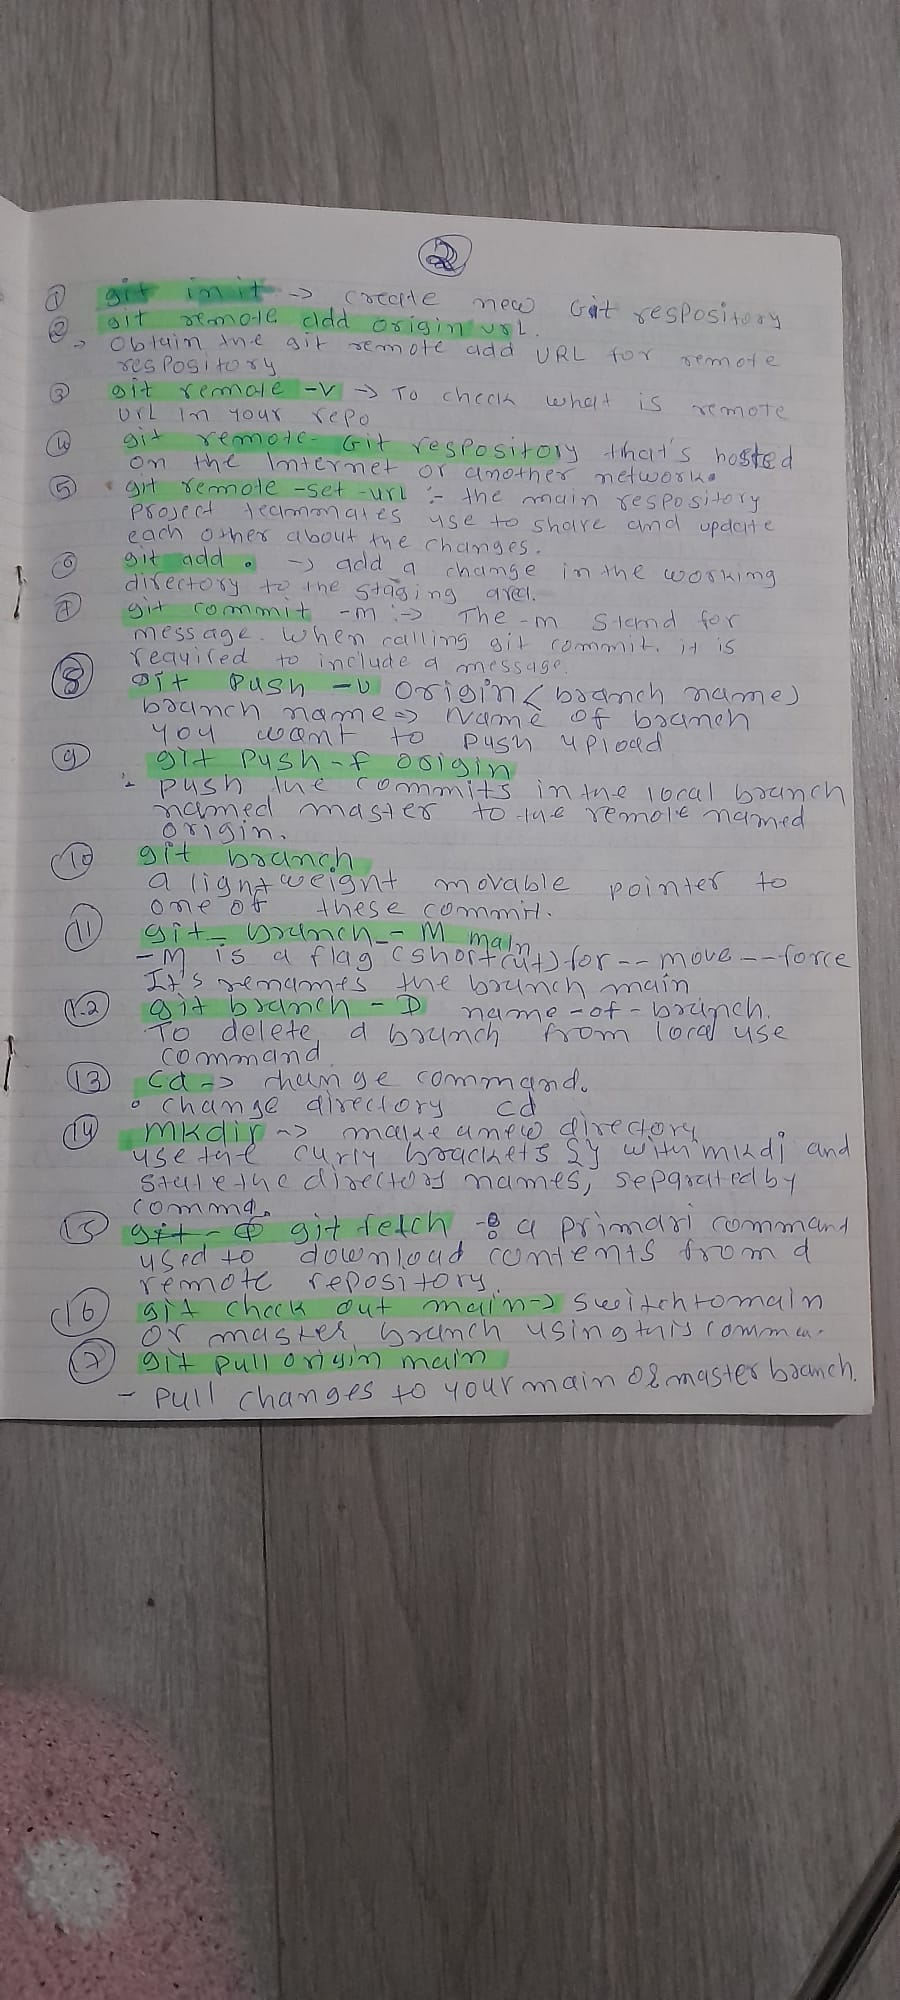 2
① git init -> create new Git respository
② git remote add origin URL.
-> Obtain the git remote add URL for remote
respository
③ git remote -v -> To check what is remote
url in your repo
④ git remote- Git respository that's hosted
on the Internet or another network.
⑤ git remote -set -url :- the main respository
project teammates use to share and update
each other about the changes.
⑥ git add . -> add a change in the working
directory to the staging area.
⑦ git commit -m :-> The -m stand for
message. When calling git commit. it is
required to include a message.
⑧ git push -u origin < branch name)
branch name => Name of branch
you want to push upload
⑨ git push -f origin
- push the commits in the local branch
named master to the remote named
origin.
⑩ git branch
a lightweight movable pointer to
one of these commit.
⑪ git - branch - M main
- M is a flag (shortcut) for -- move -- force
It's renames the branch main
⑫ git branch - D name-of-branch.
To delete a branch from local use
command
⑬ cd -> change command.
• change directory cd
⑭ mkdir -> make a new directory
use the curly brackets {} with mkdi and
state the directors names, separated by
comma.
⑮ git fetch -: a primari command
used to download contents from a
remote repository
⑯ git check out main -> switch to main
or master branch using this comma.
⑰ git pull origin main
- pull changes to your main or master branch.